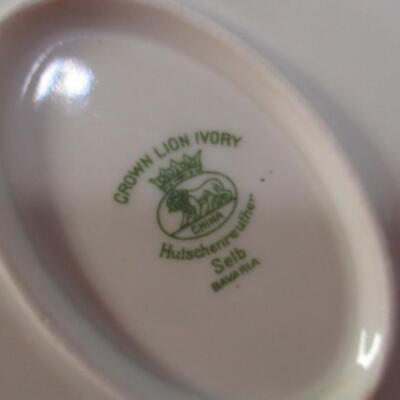 CROWN LION IVORY
CHINA
Hutschenreuther
Selb
BAVARIA